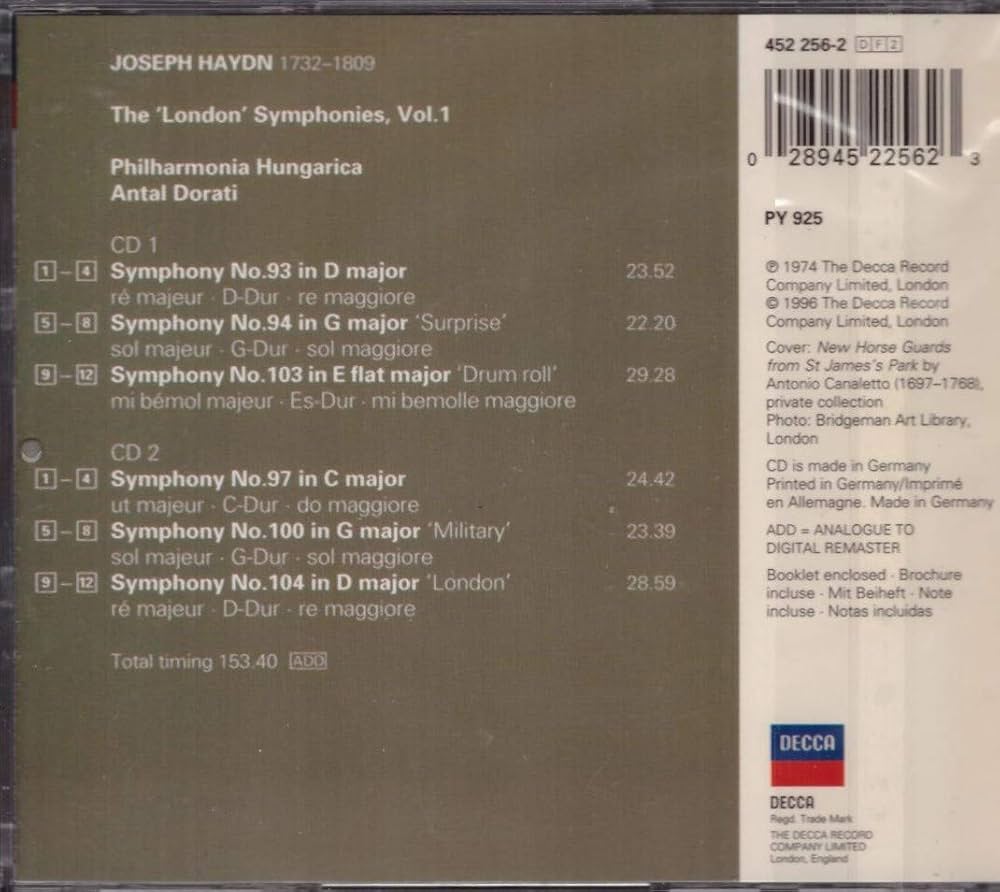 JOSEPH HAYDN 1732–1809
The ‘London’ Symphonies, Vol.1
Philharmonia Hungarica
Antal Dorati
CD 1
1 – 4 Symphony No.93 in D major 23.52
ré majeur · D-Dur · re maggiore
5 – 8 Symphony No.94 in G major ‘Surprise’ 22.20
sol majeur · G-Dur · sol maggiore
9 – 12 Symphony No.103 in E flat major ‘Drum roll’ 29.28
mi bémol majeur · Es-Dur · mi bemolle maggiore
CD 2
1 – 4 Symphony No.97 in C major 24.42
ut majeur · C-Dur · do maggiore
5 – 8 Symphony No.100 in G major ‘Military’ 23.39
sol majeur · G-Dur · sol maggiore
9 – 12 Symphony No.104 in D major ‘London’ 28.59
ré majeur · D-Dur · re maggiore
Total timing 153.40 ADD
452 256-2 DF2
0 28945 22562 3
PY 925
℗ 1974 The Decca Record
Company Limited, London
© 1996 The Decca Record
Company Limited, London
Cover: New Horse Guards
from St James's Park by
Antonio Canaletto (1697–1768),
private collection
Photo: Bridgeman Art Library,
London
CD is made in Germany
Printed in Germany/Imprimé
en Allemagne. Made in Germany
ADD = ANALOGUE TO
DIGITAL REMASTER
Booklet enclosed · Brochure
incluse · Mit Beiheft · Note
incluse · Notas incluidas
DECCA
DECCA
Regd. Trade Mark
THE DECCA RECORD
COMPANY LIMITED
London, England